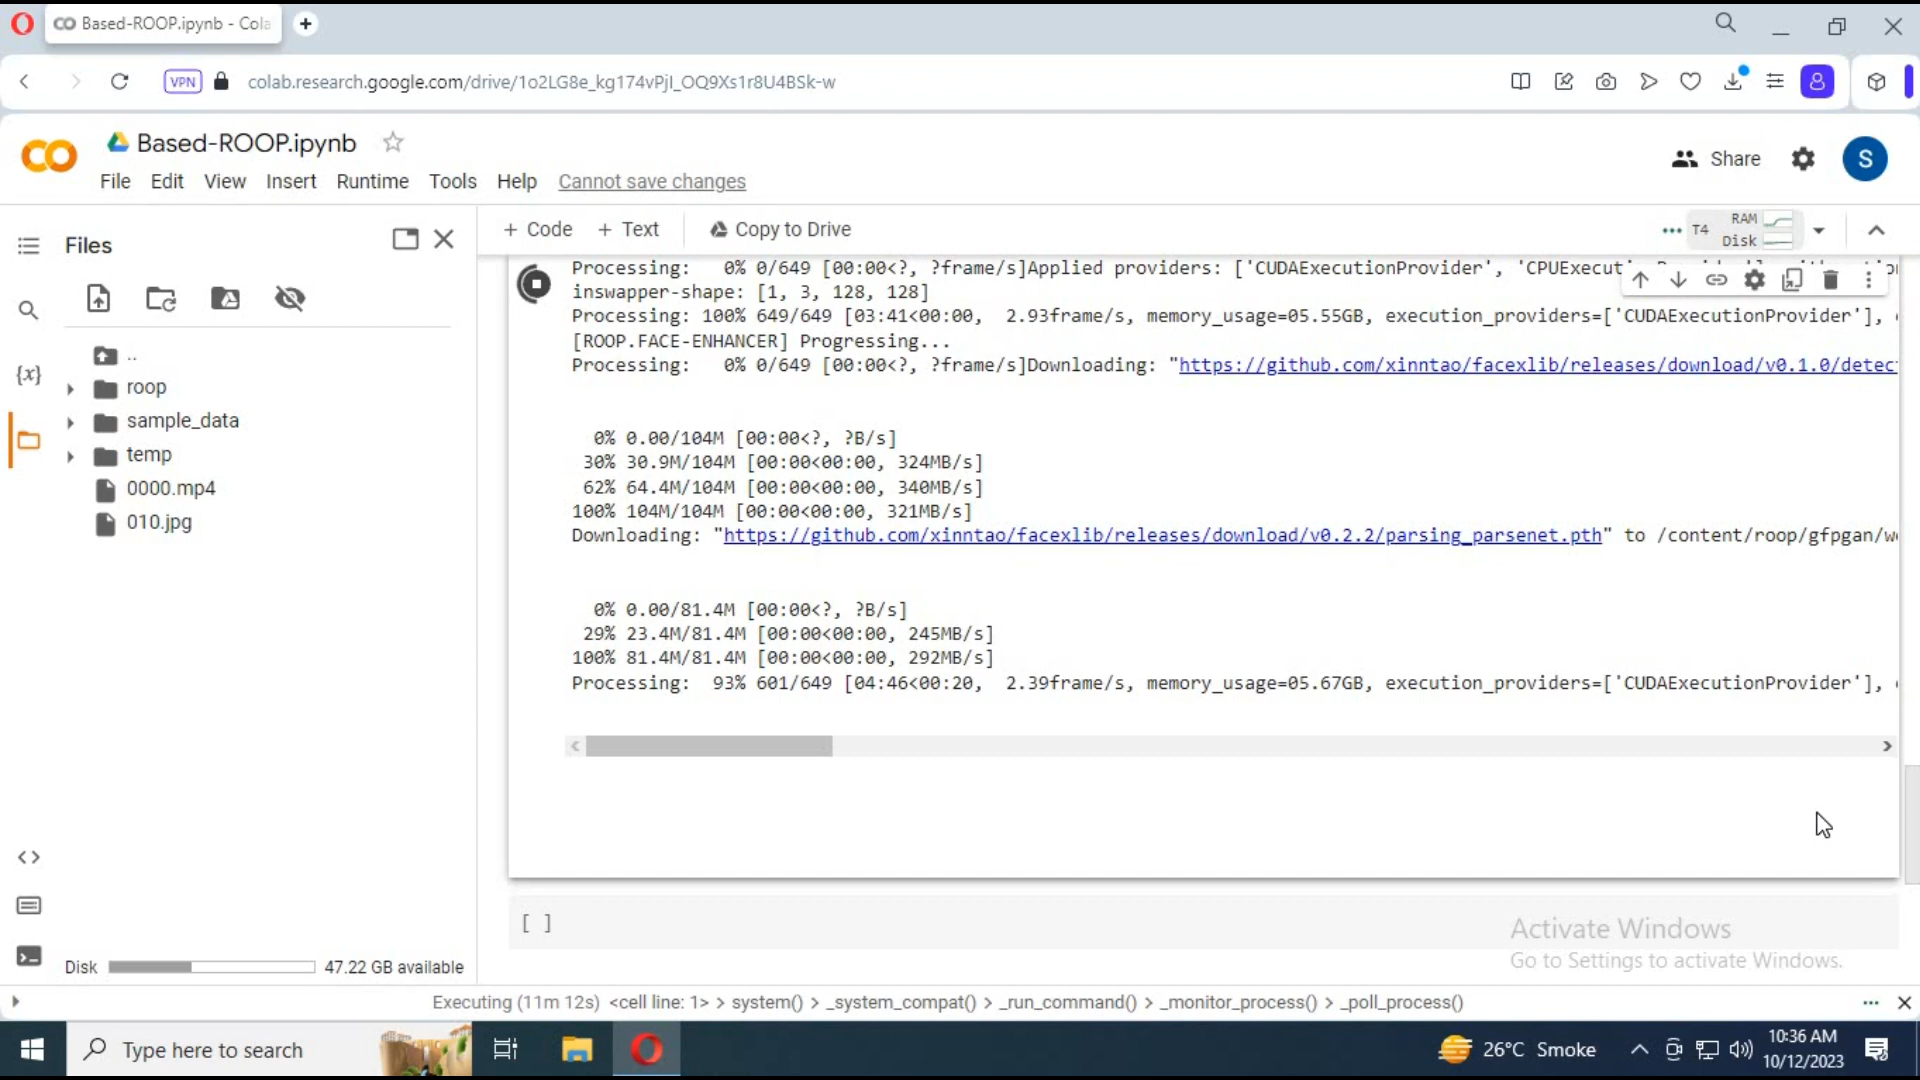 Based-ROOP.ipynb - Cola
VPN
colab.research.google.com/drive/1o2LG8e_kg174vPjI_OQ9Xs1r8U4BSk-w
Based-ROOP.ipynb
File Edit View Insert Runtime Tools Help Cannot save changes
Share
S
Files
+ Code + Text
Copy to Drive
T4
RAM
Disk
..
roop
sample_data
temp
0000.mp4
010.jpg
Disk
47.22 GB available
Processing: 0% 0/649 [00:00<?, ?frame/s]Applied providers: ['CUDAExecutionProvider', 'CPUExecut
inswapper-shape: [1, 3, 128, 128]
Processing: 100% 649/649 [03:41<00:00, 2.93frame/s, memory_usage=05.55GB, execution_providers=['CUDAExecutionProvider'],
[ROOP.FACE-ENHANCER] Progressing...
Processing: 0% 0/649 [00:00<?, ?frame/s]Downloading: "https://github.com/xinntao/facexlib/releases/download/v0.1.0/detec
0% 0.00/104M [00:00<?, ?B/s]
30% 30.9M/104M [00:00<00:00, 324MB/s]
62% 64.4M/104M [00:00<00:00, 340MB/s]
100% 104M/104M [00:00<00:00, 321MB/s]
Downloading: "https://github.com/xinntao/facexlib/releases/download/v0.2.2/parsing_parsenet.pth" to /content/roop/gfpgan/w
0% 0.00/81.4M [00:00<?, ?B/s]
29% 23.4M/81.4M [00:00<00:00, 245MB/s]
100% 81.4M/81.4M [00:00<00:00, 292MB/s]
Processing: 93% 601/649 [04:46<00:20, 2.39frame/s, memory_usage=05.67GB, execution_providers=['CUDAExecutionProvider'],
[ ]
Activate Windows
Go to Settings to activate Windows.
Executing (11m 12s) <cell line: 1> > system() > _system_compat() > _run_command() > _monitor_process() > _poll_process()
Type here to search
26°C Smoke
10:36 AM
10/12/2023